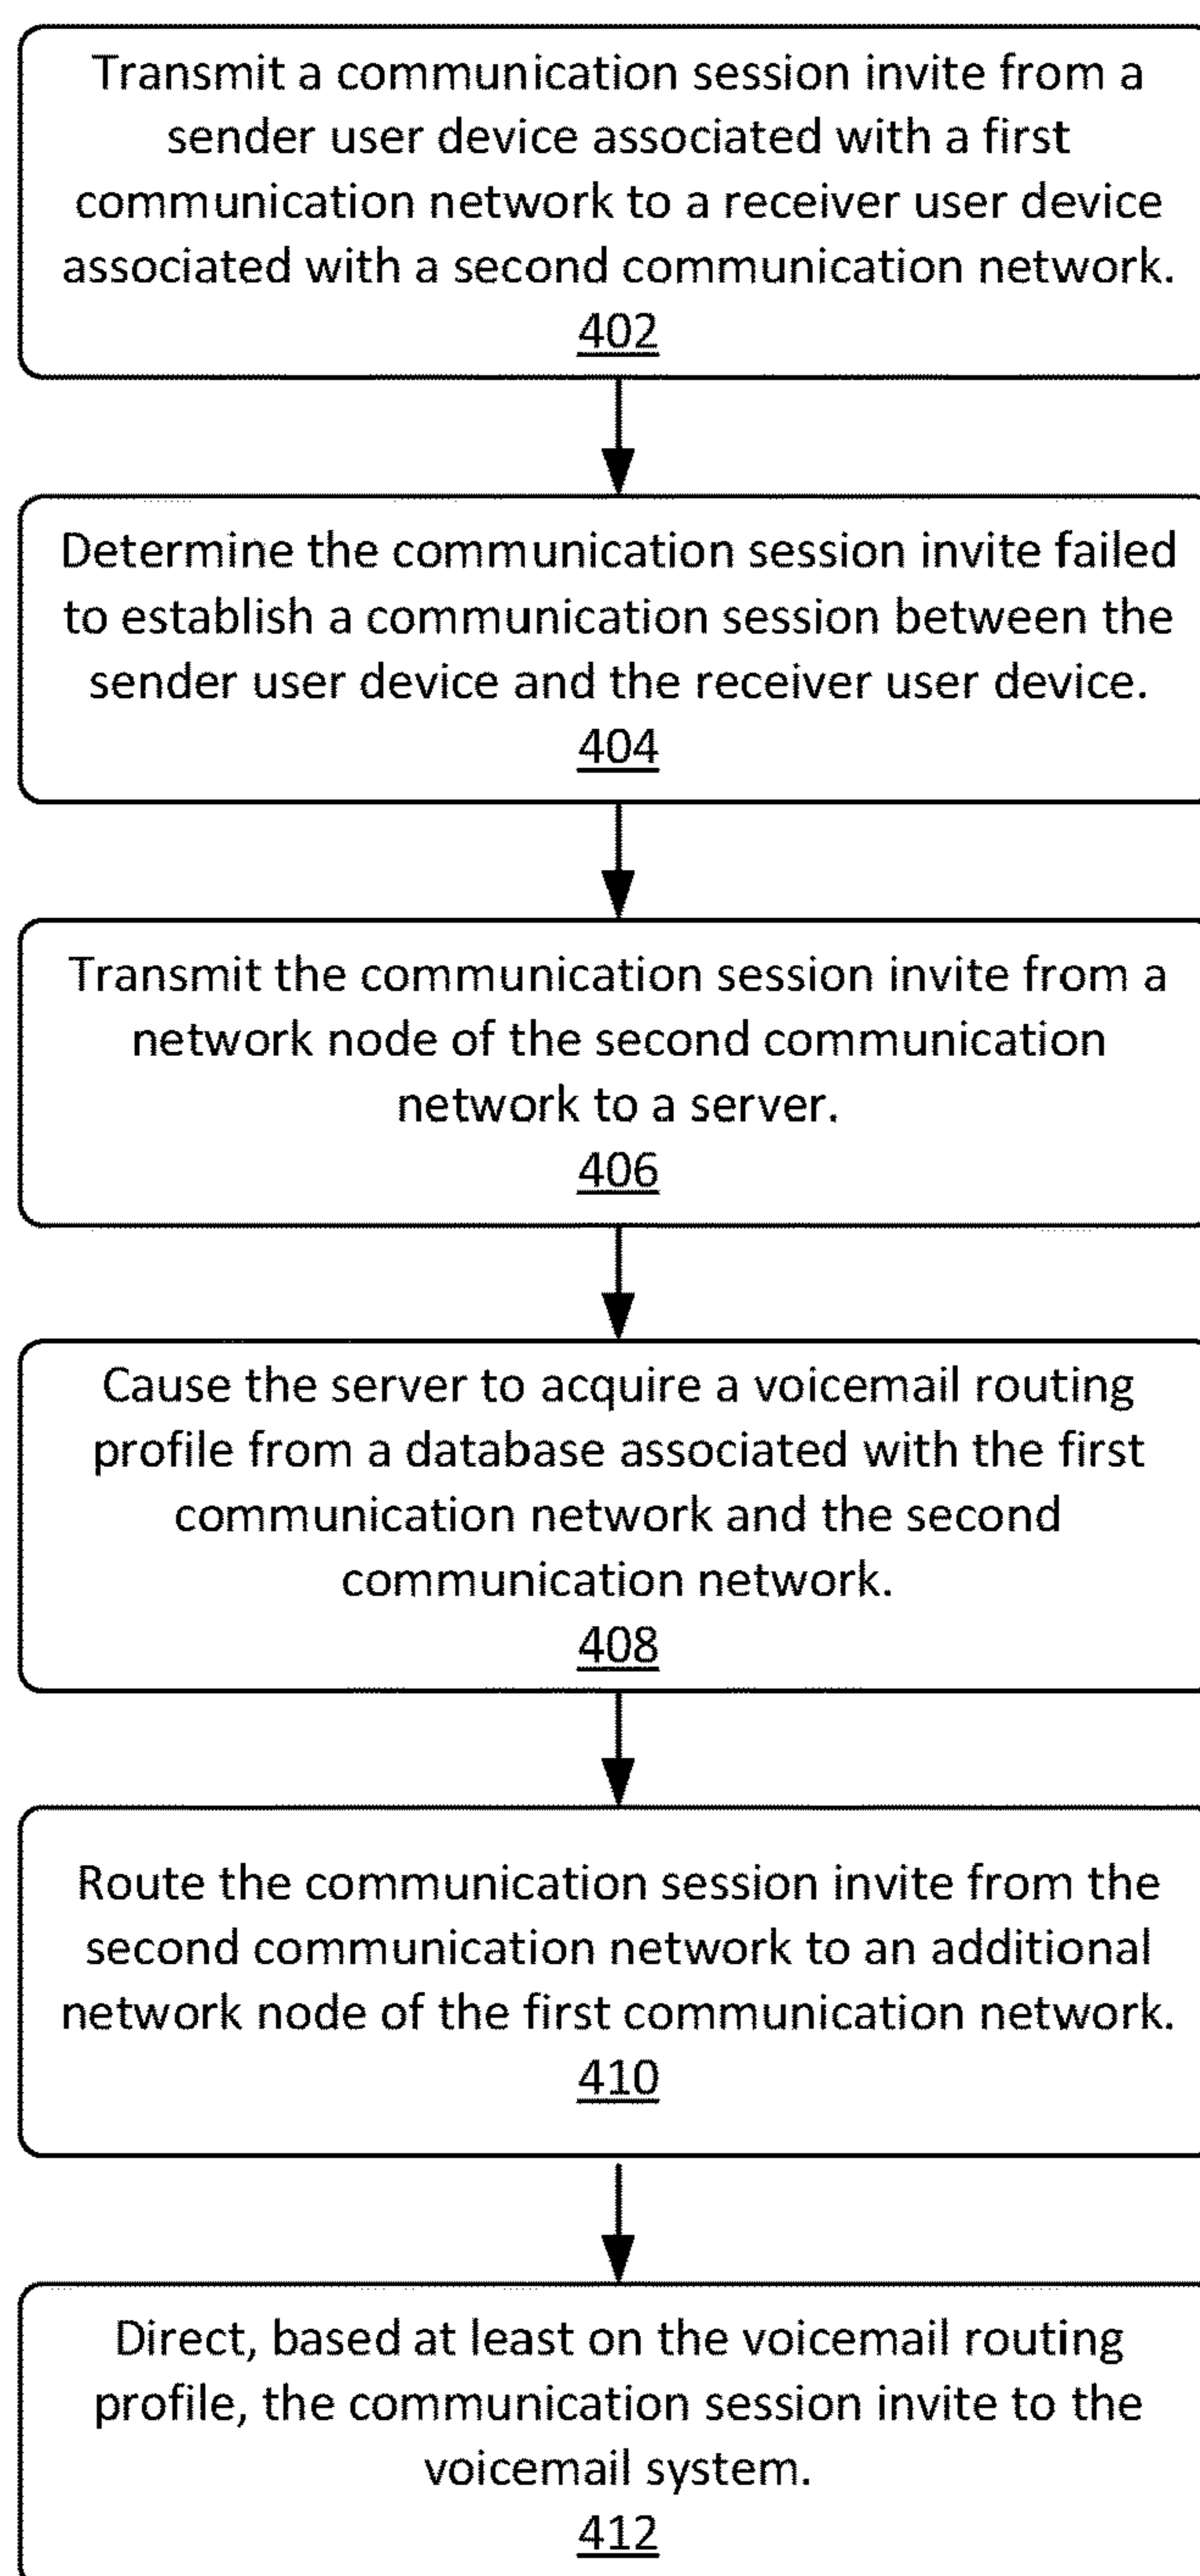 Transmit a communication session invite from a
sender user device associated with a first
communication network to a receiver user device
associated with a second communication network.
402
Determine the communication session invite failed
to establish a communication session between the
sender user device and the receiver user device.
404
Transmit the communication session invite from a
network node of the second communication
network to a server.
406
Cause the server to acquire a voicemail routing
profile from a database associated with the first
communication network and the second
communication network.
408
Route the communication session invite from the
second communication network to an additional
network node of the first communication network.
410
Direct, based at least on the voicemail routing
profile, the communication session invite to the
voicemail system.
412